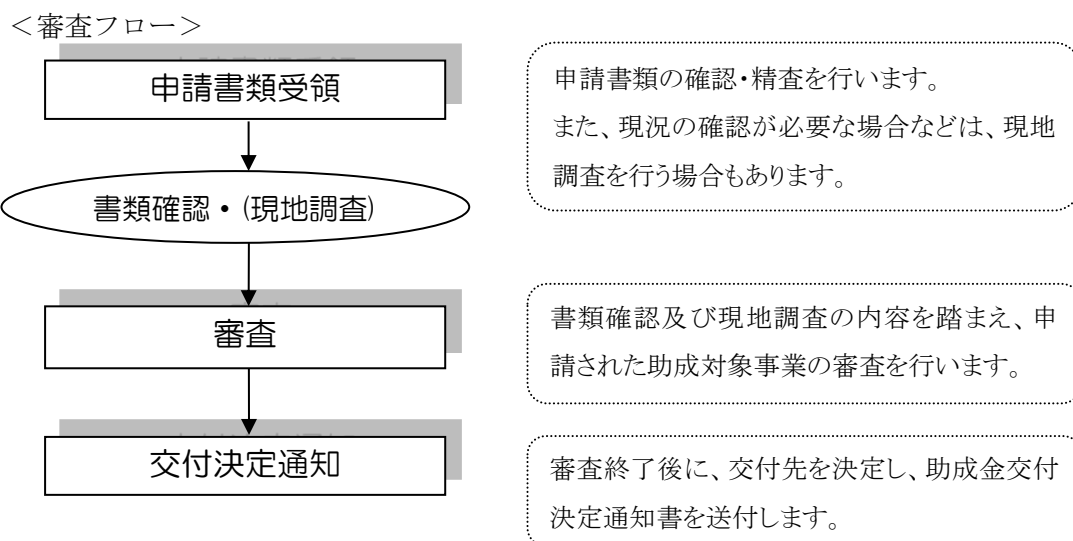 ＜審査フロー＞
申請書類受領
申請書類の確認・精査を行います。
また、現況の確認が必要な場合などは、現地
調査を行う場合もあります。
書類確認・(現地調査)
審査
書類確認及び現地調査の内容を踏まえ、申
請された助成対象事業の審査を行います。
交付決定通知
審査終了後に、交付先を決定し、助成金交付
決定通知書を送付します。